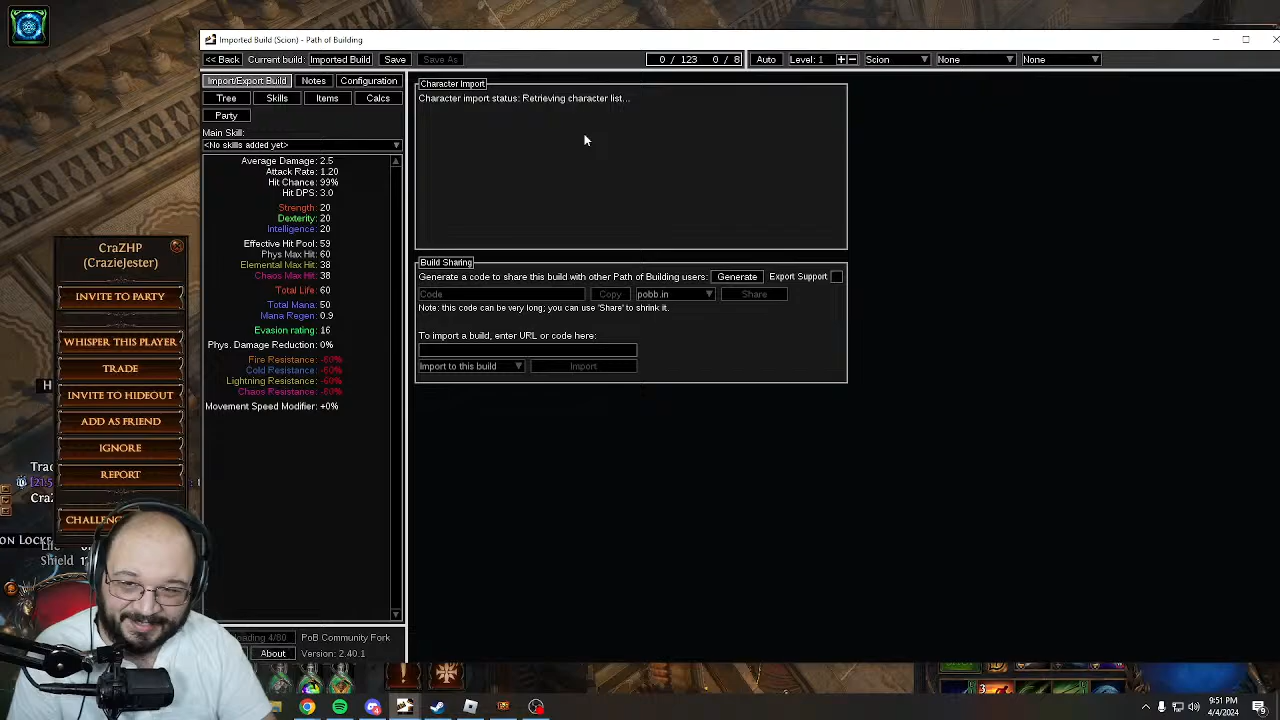 Imported Build (Scion) - Path of Building
<< Back
Current build:
Imported Build
Save
Save As
0 / 123
0 / 8
Auto
Level: 1
+
-
Scion
None
None
Import/Export Build
Notes
Configuration
Tree
Skills
Items
Calcs
Party
Main Skill:
<No skills added yet>
Average Damage: 2.5
Attack Rate: 1.20
Hit Chance: 99%
Hit DPS: 3.0
Strength: 20
Dexterity: 20
Intelligence: 20
Effective Hit Pool: 59
Phys Max Hit: 60
Elemental Max Hit: 38
Chaos Max Hit: 38
Total Life: 60
Total Mana: 50
Mana Regen: 0.9
Evasion rating: 16
Phys. Damage Reduction: 0%
Fire Resistance: -60%
Cold Resistance: -60%
Lightning Resistance: -60%
Chaos Resistance: -60%
Movement Speed Modifier: +0%
4/80
PoB Community Fork
About
Version: 2.40.1
Character Import
Character import status: Retrieving character list...
Build Sharing
Generate a code to share this build with other Path of Building users:
Generate
Export Support
Code
Copy
pobb.in
Share
Note: this code can be very long; you can use 'Share' to shrink it.
To import a build, enter URL or code here:
Import to this build
Import
CraZHP
(CrazieJester)
INVITE TO PARTY
WHISPER THIS PLAYER
TRADE
INVITE TO HIDEOUT
ADD AS FRIEND
IGNORE
REPORT
H
Trad
[21:5
CraZ
ON LOCKE
Shield
9:51 PM
4/4/2024